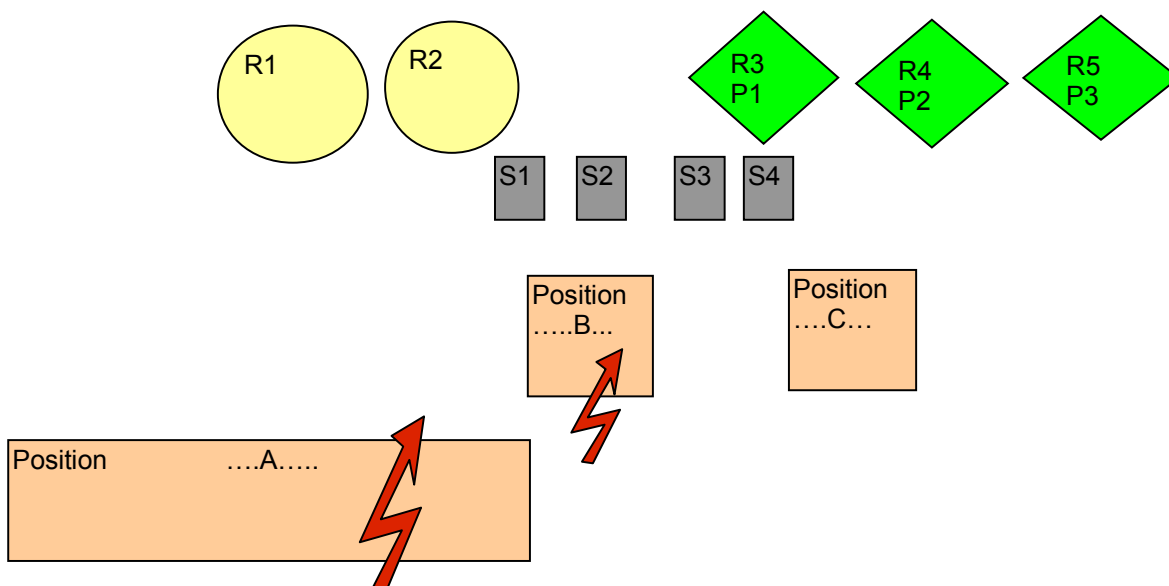 R1
R2
R3
P1
R4
P2
R5
P3
S1
S2
S3
S4
Position
…..B...
Position
….C…
Position ….A…..